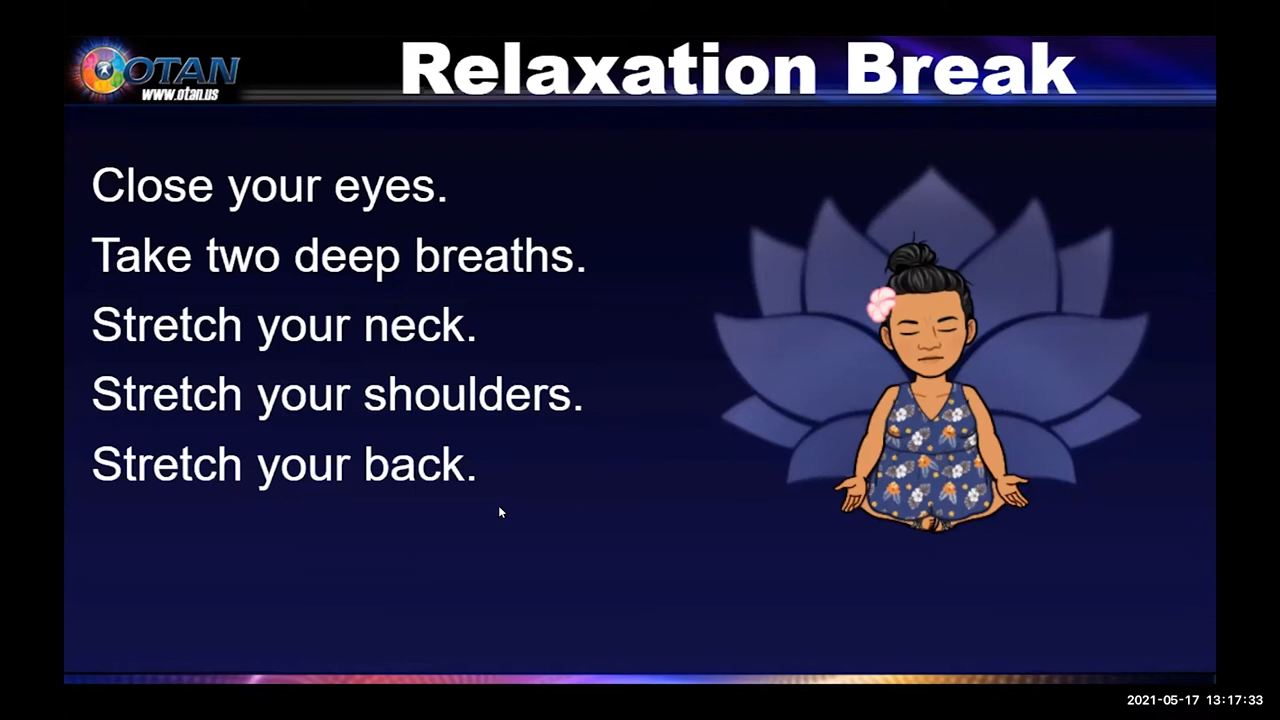 OTAN
www.otan.us
Relaxation Break
Close your eyes.
Take two deep breaths.
Stretch your neck.
Stretch your shoulders.
Stretch your back.
2021-05-17 13:17:33